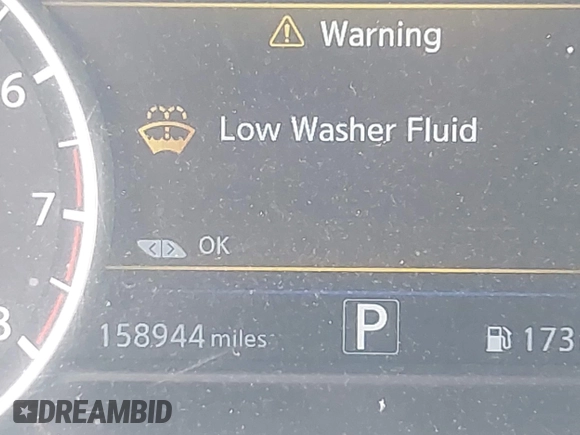 Warning
6
Low Washer Fluid
7
OK
8
158944 miles
P
173
DREAMBID